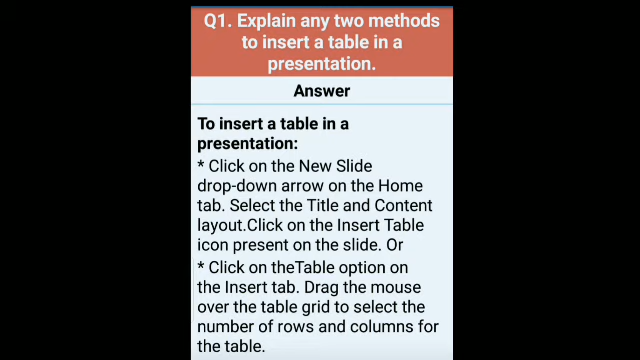 Q1. Explain any two methods
to insert a table in a
presentation.
Answer
To insert a table in a
presentation:
* Click on the New Slide
drop-down arrow on the Home
tab. Select the Title and Content
layout.Click on the Insert Table
icon present on the slide. Or
* Click on theTable option on
the Insert tab. Drag the mouse
over the table grid to select the
number of rows and columns for
the table.